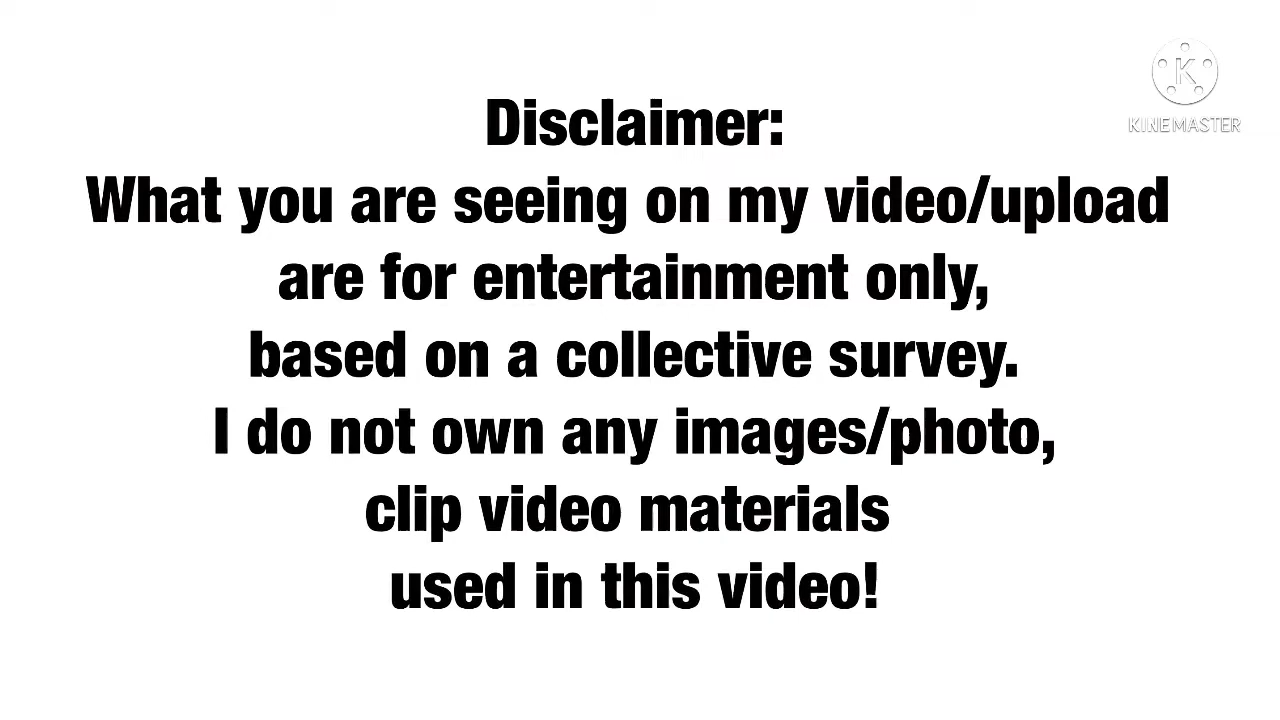 K
KINEMASTER
Disclaimer:
What you are seeing on my video/upload
are for entertainment only,
based on a collective survey.
I do not own any images/photo,
clip video materials
used in this video!